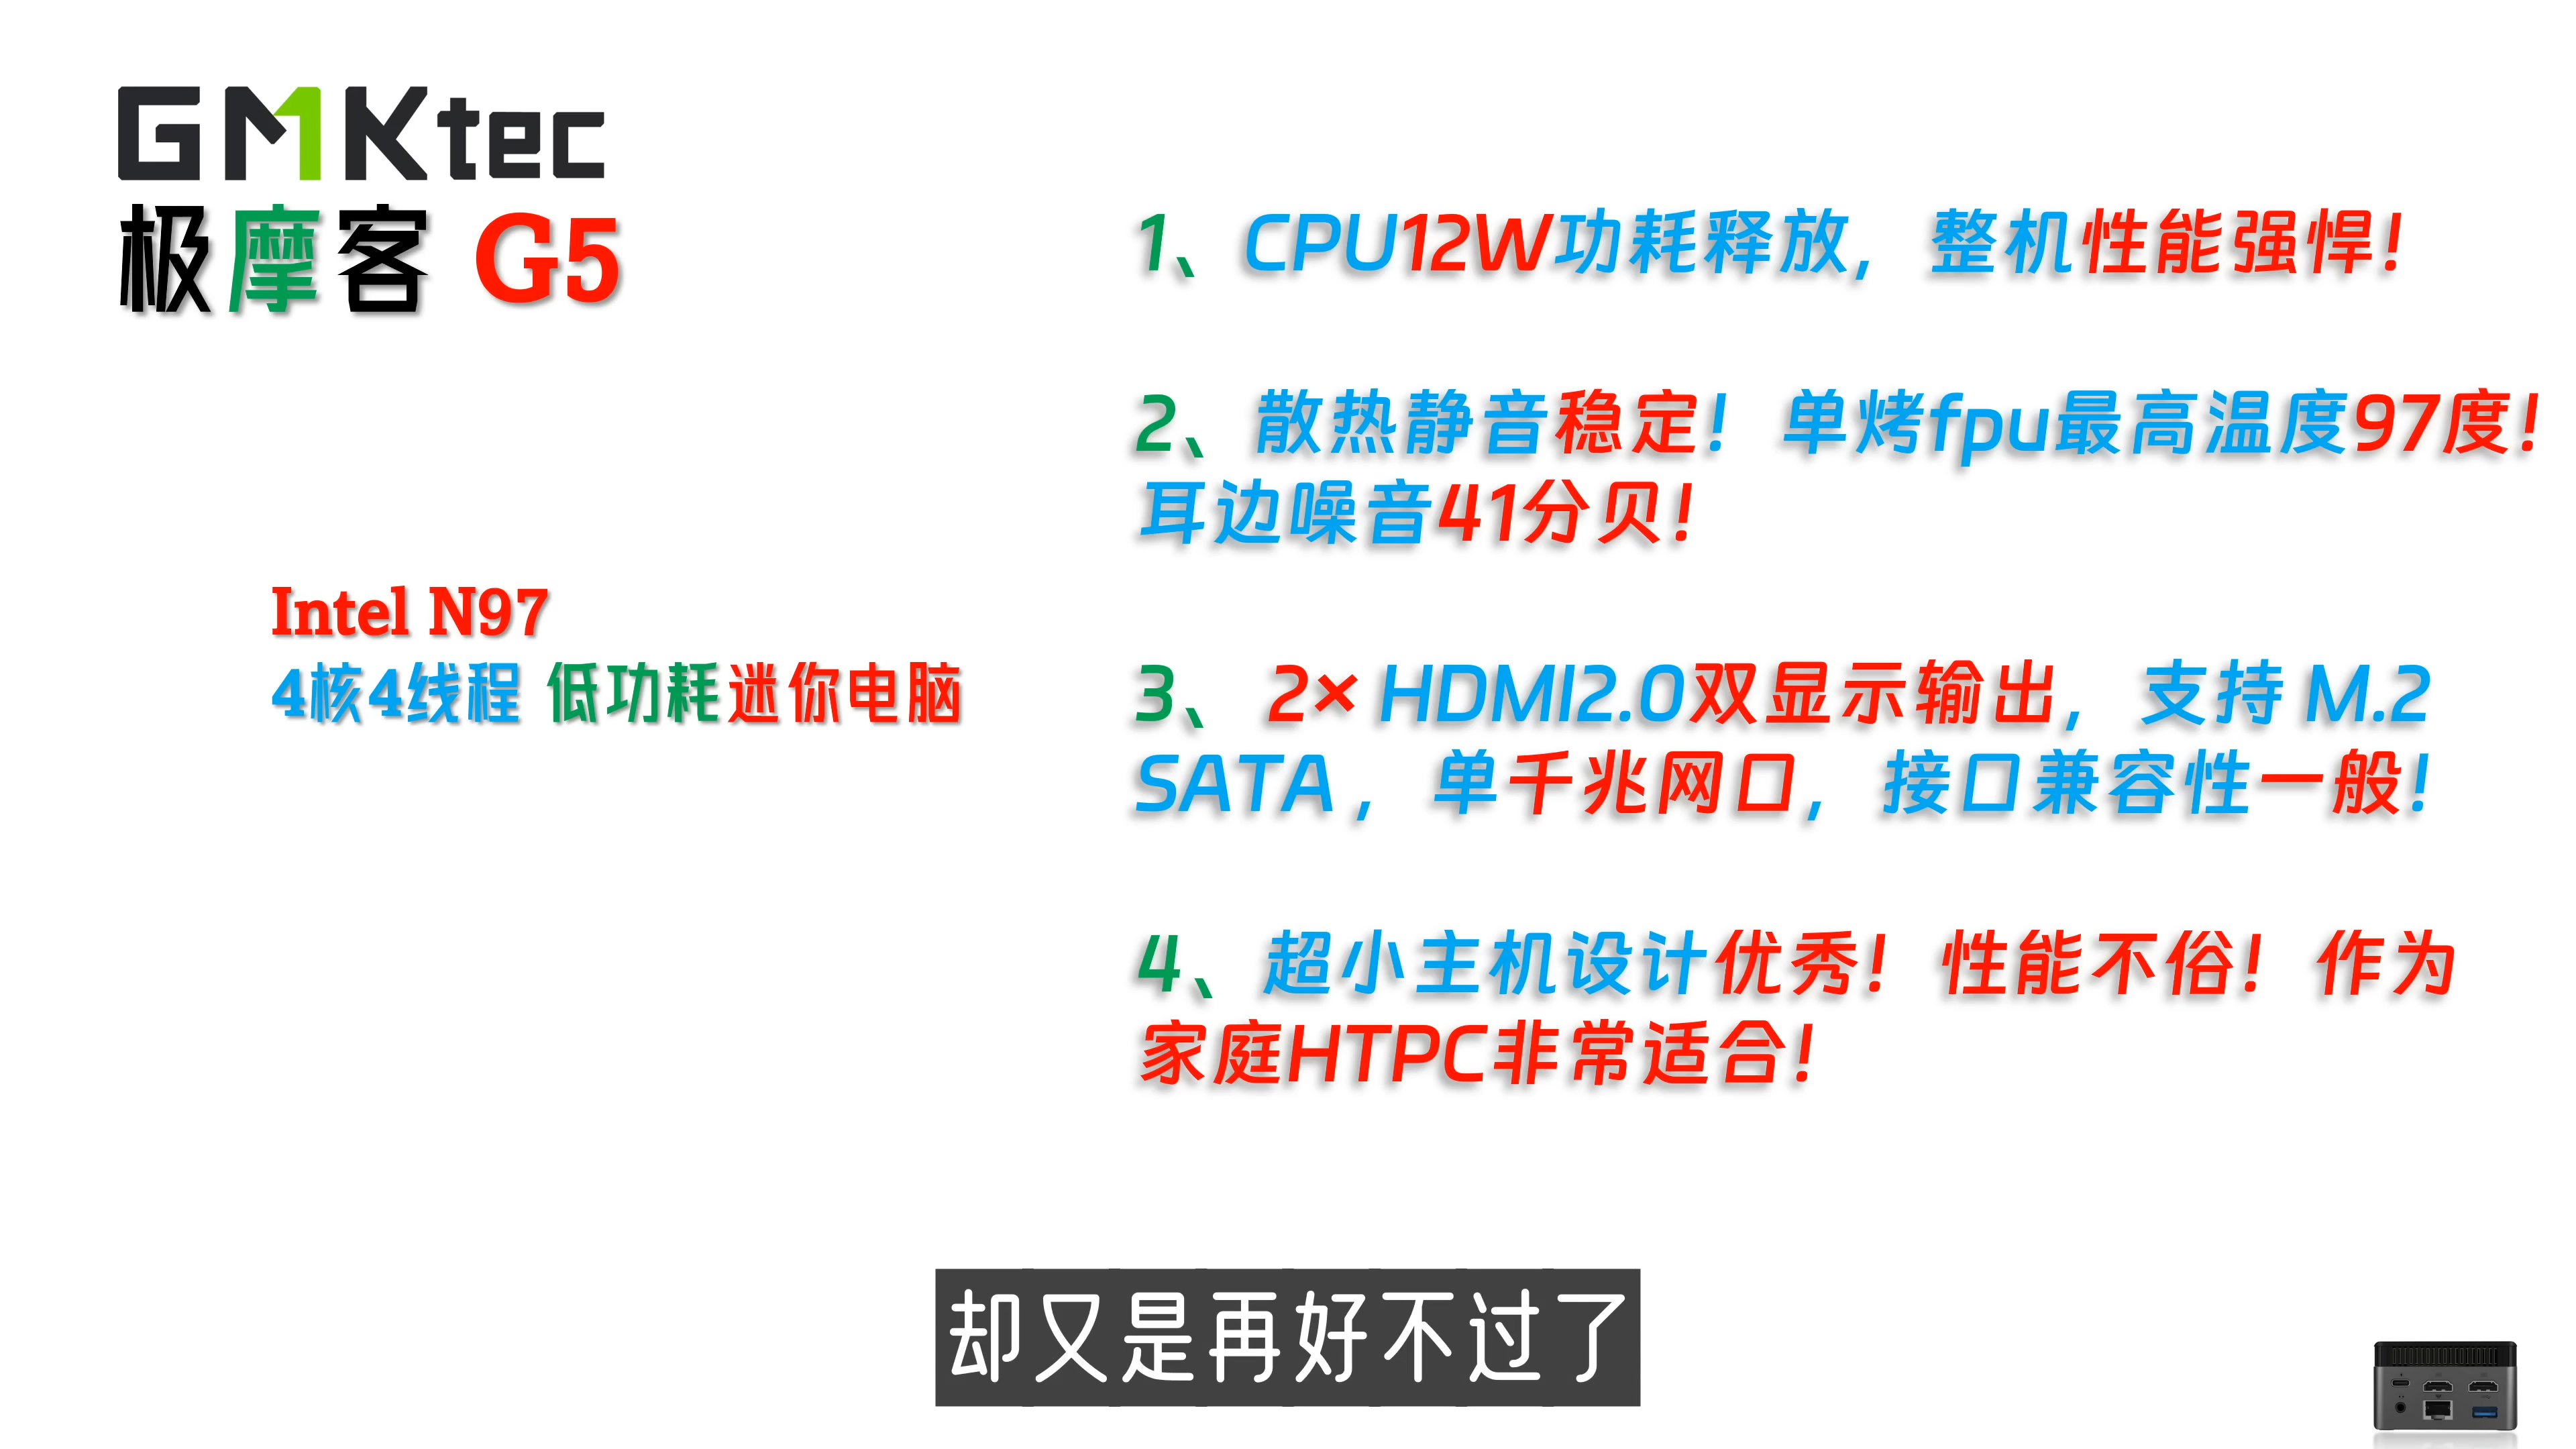 GMKtec
极摩客 G5
Intel N97
4核4线程 低功耗迷你电脑
1、CPU12W功耗释放，整机性能强悍！
2、散热静音稳定！单烤fpu最高温度97度！
耳边噪音41分贝！
3、2× HDMI2.0双显示输出，支持 M.2
SATA，单千兆网口，接口兼容性一般！
4、超小主机设计优秀！性能不俗！作为
家庭HTPC非常适合！
却又是再好不过了